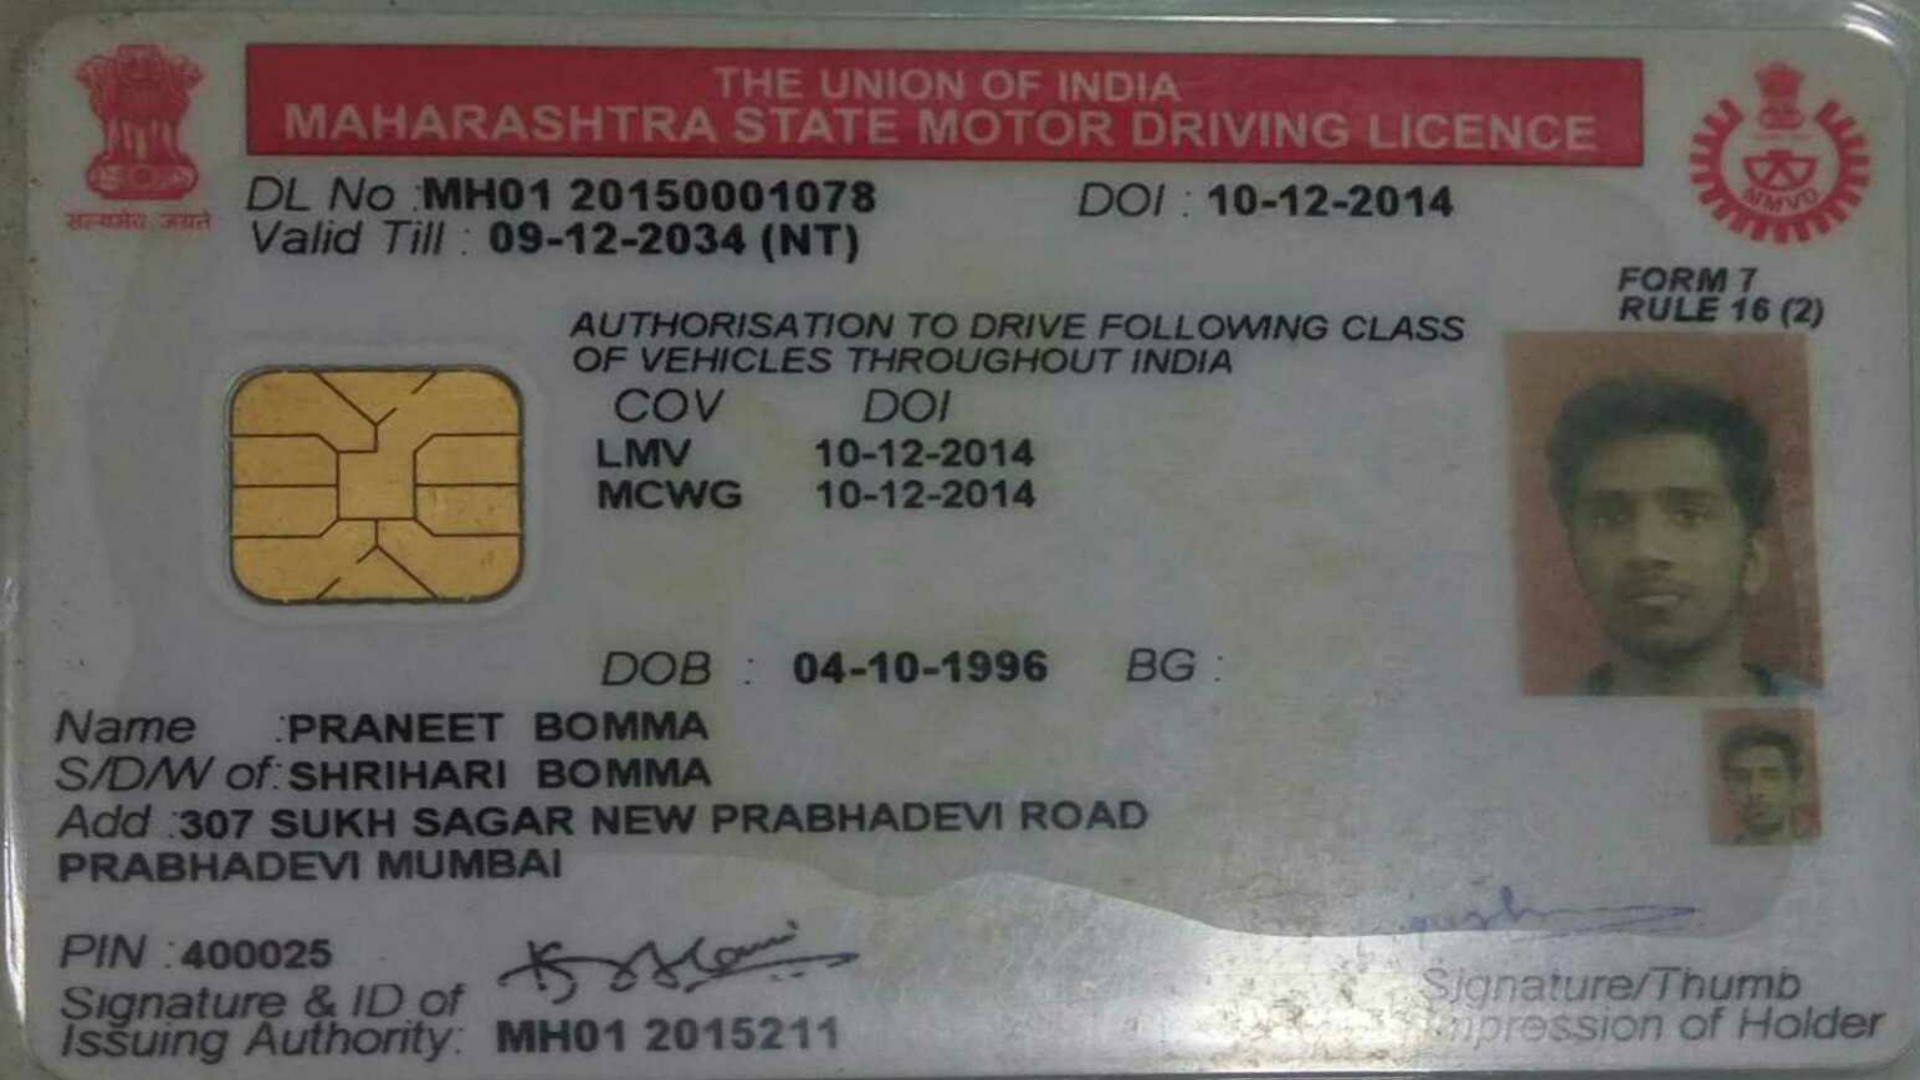 THE UNION OF INDIA
MAHARASHTRA STATE MOTOR DRIVING LICENCE
सत्यमेव जयते
MMVD
DL No :MH01 20150001078 DOI : 10-12-2014
Valid Till : 09-12-2034 (NT)
FORM 7
RULE 16 (2)
AUTHORISATION TO DRIVE FOLLOWING CLASS
OF VEHICLES THROUGHOUT INDIA
COV DOI
LMV 10-12-2014
MCWG 10-12-2014
DOB : 04-10-1996 BG :
Name :PRANEET BOMMA
S/D/W of:SHRIHARI BOMMA
Add :307 SUKH SAGAR NEW PRABHADEVI ROAD
PRABHADEVI MUMBAI
PIN :400025
Signature & ID of
Issuing Authority: MH01 2015211
Signature/Thumb
Impression of Holder